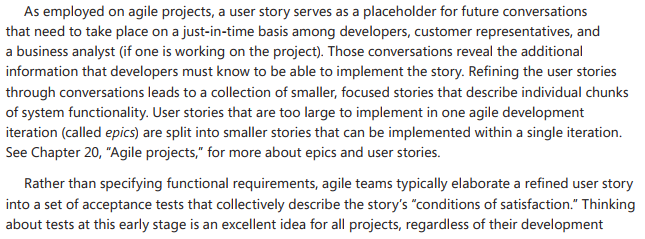 As employed on agile projects, a user story serves as a placeholder for future conversations
that need to take place on a just-in-time basis among developers, customer representatives, and
a business analyst (if one is working on the project). Those conversations reveal the additional
information that developers must know to be able to implement the story. Refining the user stories
through conversations leads to a collection of smaller, focused stories that describe individual chunks
of system functionality. User stories that are too large to implement in one agile development
iteration (called epics) are split into smaller stories that can be implemented within a single iteration.
See Chapter 20, “Agile projects,” for more about epics and user stories.
Rather than specifying functional requirements, agile teams typically elaborate a refined user story
into a set of acceptance tests that collectively describe the story’s “conditions of satisfaction.” Thinking
about tests at this early stage is an excellent idea for all projects, regardless of their development